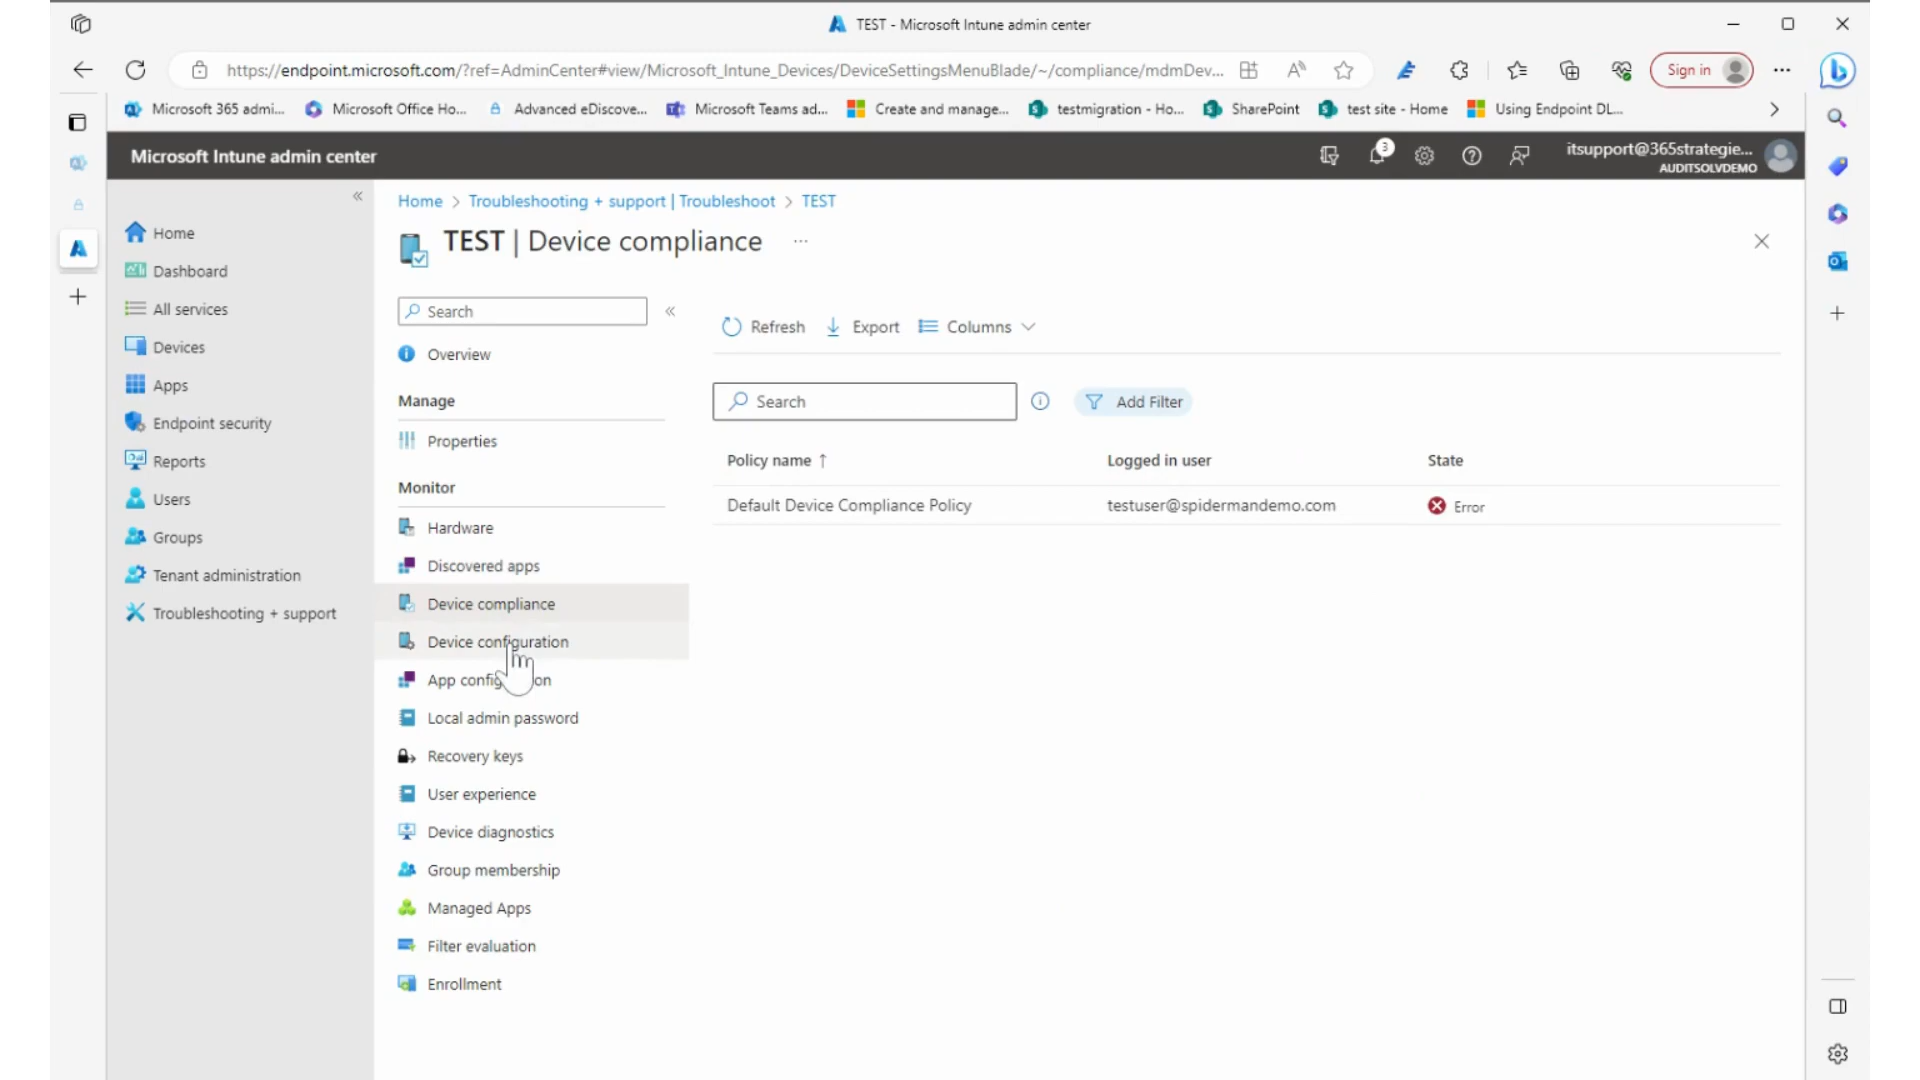 TEST - Microsoft Intune admin center
https://endpoint.microsoft.com/?ref=AdminCenter#view/Microsoft_Intune_Devices/DeviceSettingsMenuBlade/~/compliance/mdmDev...
Sign in
Microsoft 365 admi...
Microsoft Office Ho...
Advanced eDiscove...
Microsoft Teams ad...
Create and manage...
testmigration - Ho...
SharePoint
test site - Home
Using Endpoint DL...
Microsoft Intune admin center
3
itsupport@365strategie...
AUDITSOLVDEMO
Home
Dashboard
All services
Devices
Apps
Endpoint security
Reports
Users
Groups
Tenant administration
Troubleshooting + support
Home > Troubleshooting + support | Troubleshoot > TEST
TEST | Device compliance
Search
Overview
Manage
Properties
Monitor
Hardware
Discovered apps
Device compliance
Device configuration
App config on
Local admin password
Recovery keys
User experience
Device diagnostics
Group membership
Managed Apps
Filter evaluation
Enrollment
Refresh
Export
Columns
Search
Add Filter
Policy name ↑
Logged in user
State
Default Device Compliance Policy
testuser@spidermandemo.com
Error